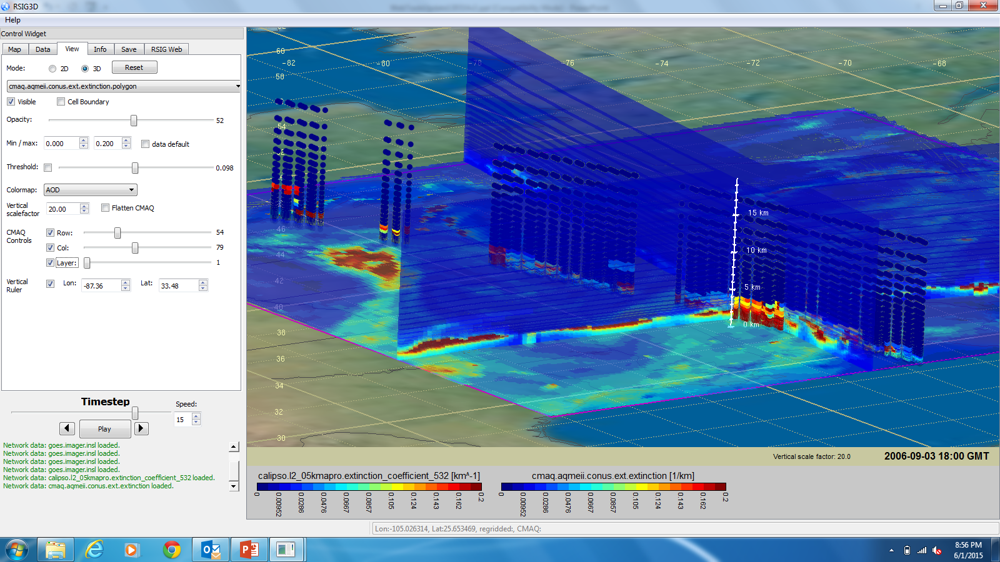 RSIG3D
Help
Control Widget
Map Data View Info Save RSIG Web
Mode: 2D 3D Reset
cmaq.aqmeii.conus.ext.extinction.polygon
Visible Cell Boundary
Opacity: 52
Min / max: 0.000 0.200 data default
Threshold: 0.098
Colormap: AOD
Vertical scalefactor 20.00 Flatten CMAQ
CMAQ Controls
Row: 54
Col: 79
Layer: 1
Vertical Ruler Lon: -87.36 Lat: 33.48
Timestep
Speed:
15
Play
Network data: goes.imager.insl loaded.
Network data: goes.imager.insl loaded.
Network data: goes.imager.insl loaded.
Network data: goes.imager.insl loaded.
Network data: calipso.l2_05kmapro.extinction_coefficient_532 loaded.
Network data: cmaq.aqmeii.conus.ext.extinction loaded.
-82 -80 -78 -76 -74 -72 -70 -68
60
58
54
46
44
42
40
38
36
34
32
30
15 km
10 km
5 km
0 km
Vertical scale factor: 20.0
2006-09-03 18:00 GMT
calipso.l2_05kmapro.extinction_coefficient_532 [km^-1]
0 0.00952 0.0286 0.0476 0.0667 0.0857 0.105 0.124 0.143 0.162 0.2
cmaq.aqmeii.conus.ext.extinction [1/km]
0 0.00952 0.0286 0.0476 0.0667 0.0857 0.105 0.124 0.143 0.162 0.2
Lon:-105.026314, Lat:25.653469, regridded:, CMAQ:
8:56 PM
6/1/2015